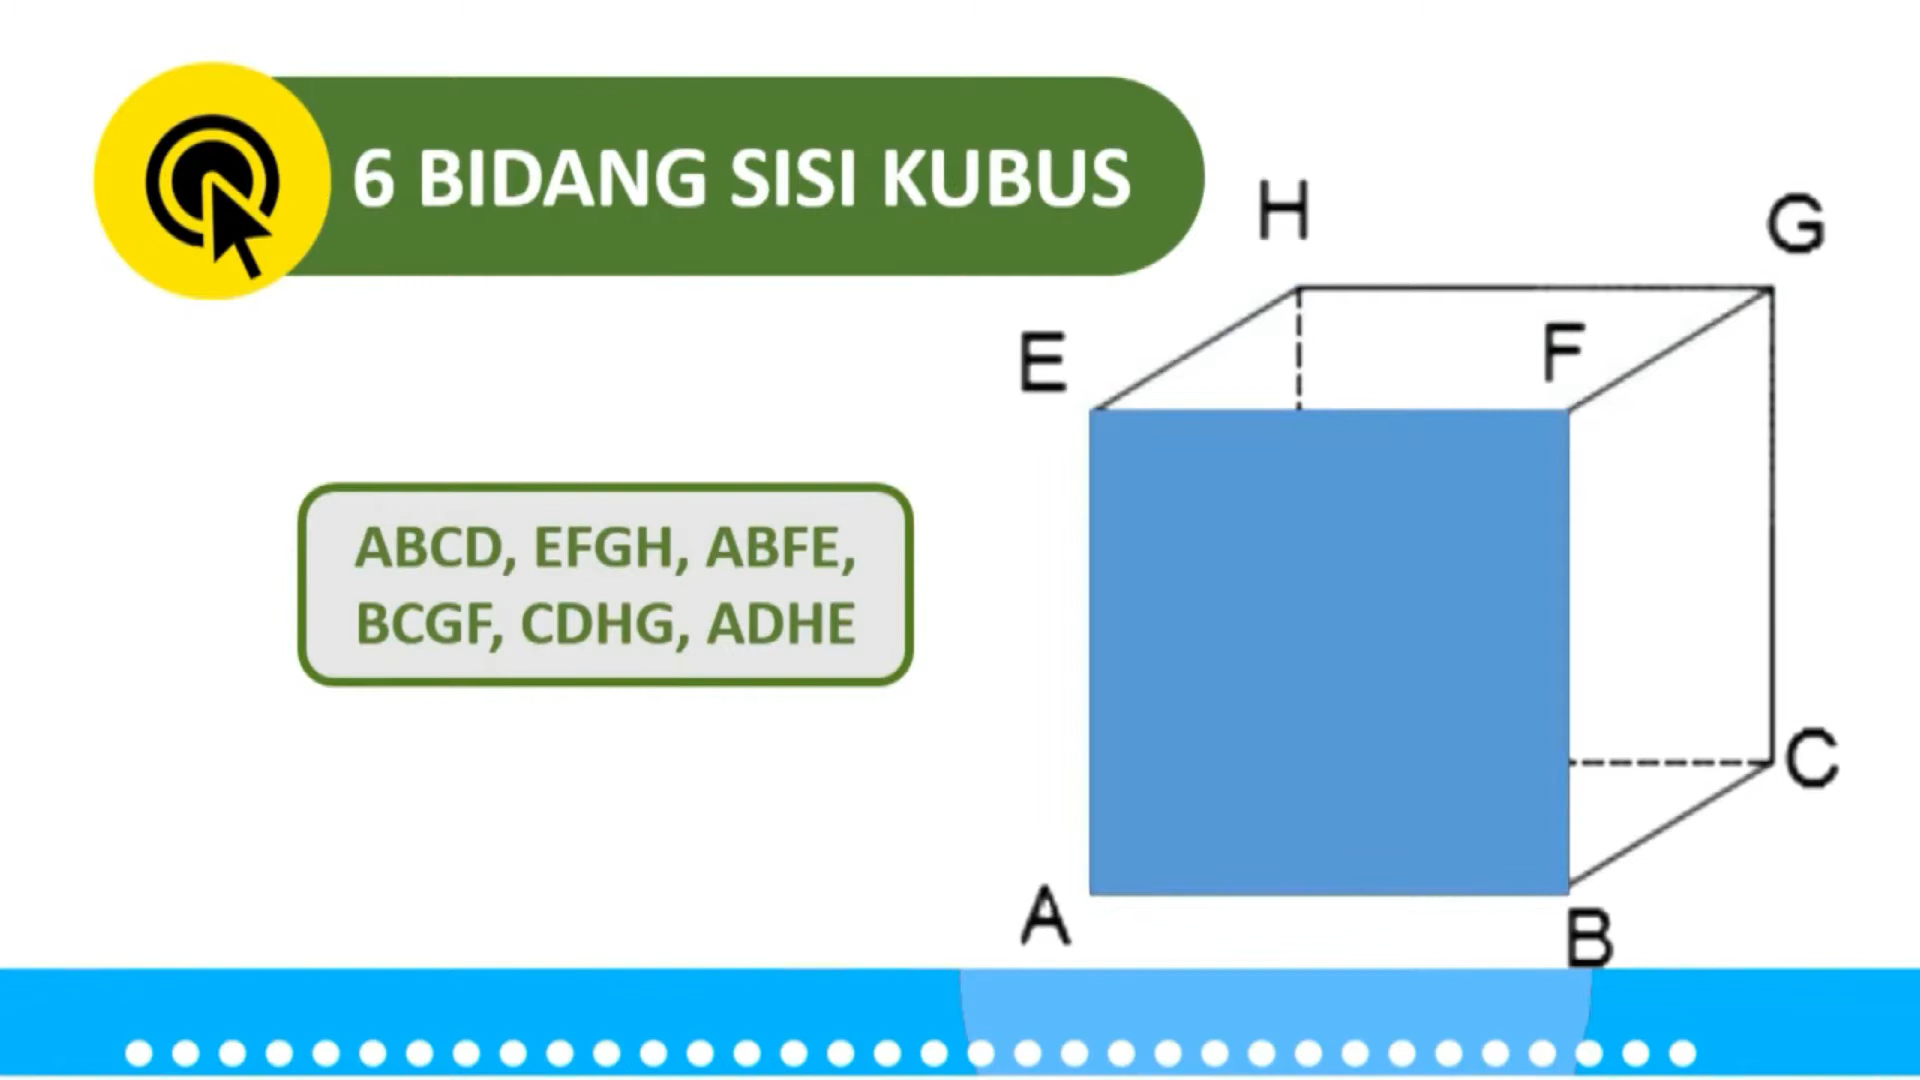 6 BIDANG SISI KUBUS
H
G
E
F
ABCD, EFGH, ABFE,
BCGF, CDHG, ADHE
C
A
B